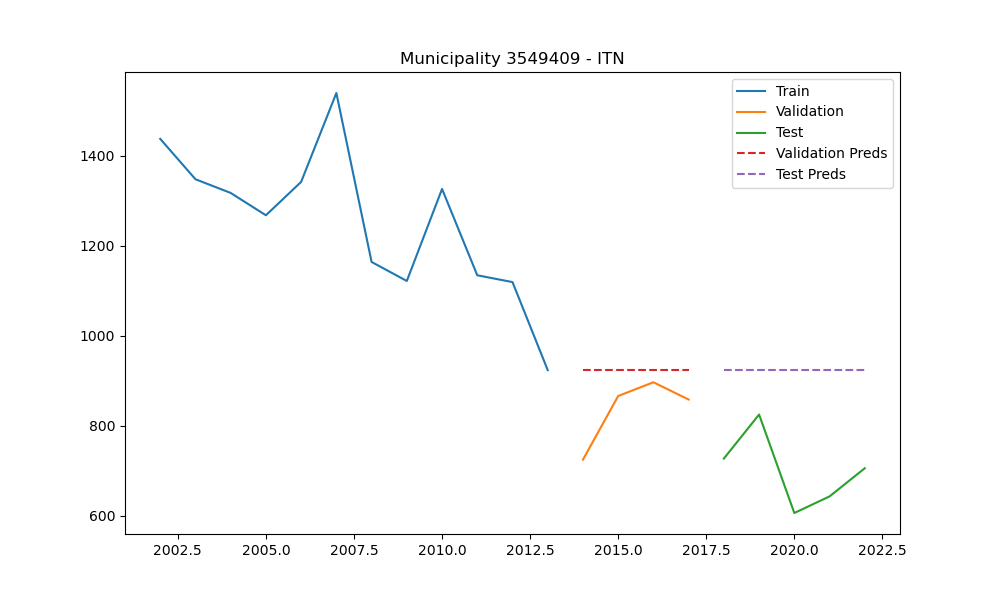 Municipality 3549409 - ITN
Train
Validation
Test
Validation Preds
Test Preds
1400
1200
1000
800
600
2002.5 2005.0 2007.5 2010.0 2012.5 2015.0 2017.5 2020.0 2022.5